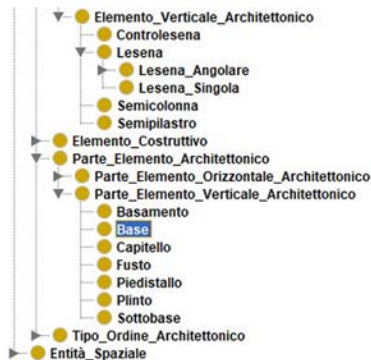 Elemento_Verticale_Architettonico
Controlesena
Lesena
Lesena_Angolare
Lesena_Singola
Semicolonna
Semipilastro
Elemento_Costruttivo
Parte_Elemento_Architettonico
Parte_Elemento_Orizzontale_Architettonico
Parte_Elemento_Verticale_Architettonico
Basamento
Base
Capitello
Fusto
Piedistallo
Plinto
Sottobase
Tipo_Ordine_Architettonico
Entità_Spaziale